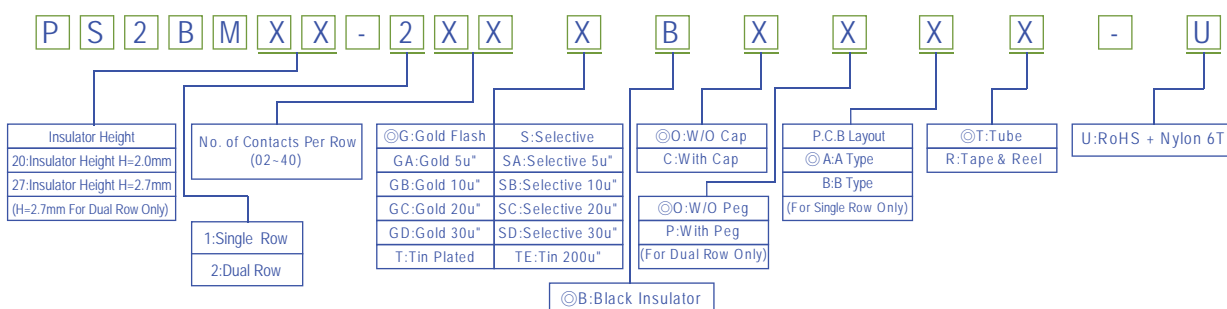 P S 2 B M X X - 2 X X X B X X X X - U
Insulator Height
20:Insulator Height H=2.0mm
27:Insulator Height H=2.7mm
(H=2.7mm For Dual Row Only)
1:Single Row
2:Dual Row
No. of Contacts Per Row
(02~40)
◎G:Gold Flash S:Selective
GA:Gold 5u" SA:Selective 5u"
GB:Gold 10u" SB:Selective 10u"
GC:Gold 20u" SC:Selective 20u"
GD:Gold 30u" SD:Selective 30u"
T:Tin Plated TE:Tin 200u"
◎B:Black Insulator
◎O:W/O Cap
C:With Cap
◎O:W/O Peg
P:With Peg
(For Dual Row Only)
P.C.B Layout
◎A:A Type
B:B Type
(For Single Row Only)
◎T:Tube
R:Tape & Reel
U:RoHS + Nylon 6T